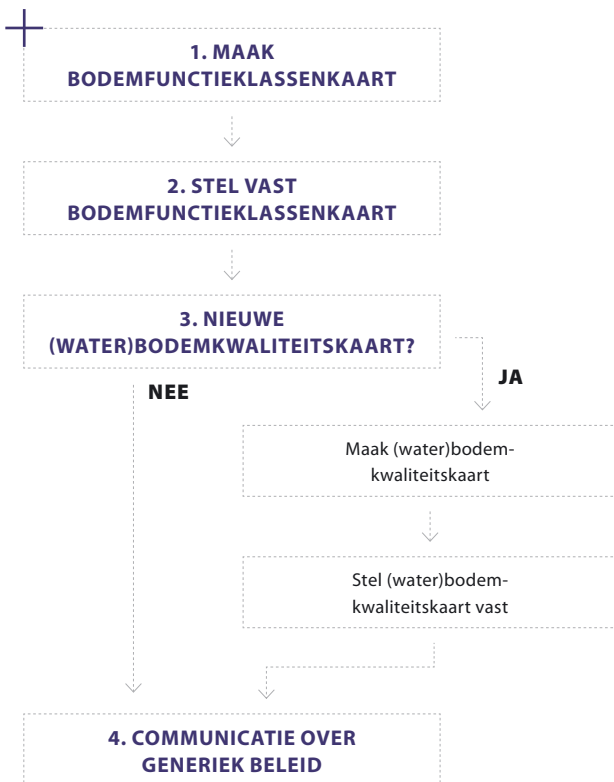 1. MAAK
BODEMFUNCTIEKLASSENKAART
2. STEL VAST
BODEMFUNCTIEKLASSENKAART
3. NIEUWE
(WATER)BODEMKWALITEITSKAART?
NEE
JA
Maak (water)bodem-
kwaliteitskaart
Stel (water)bodem-
kwaliteitskaart vast
4. COMMUNICATIE OVER
GENERIEK BELEID